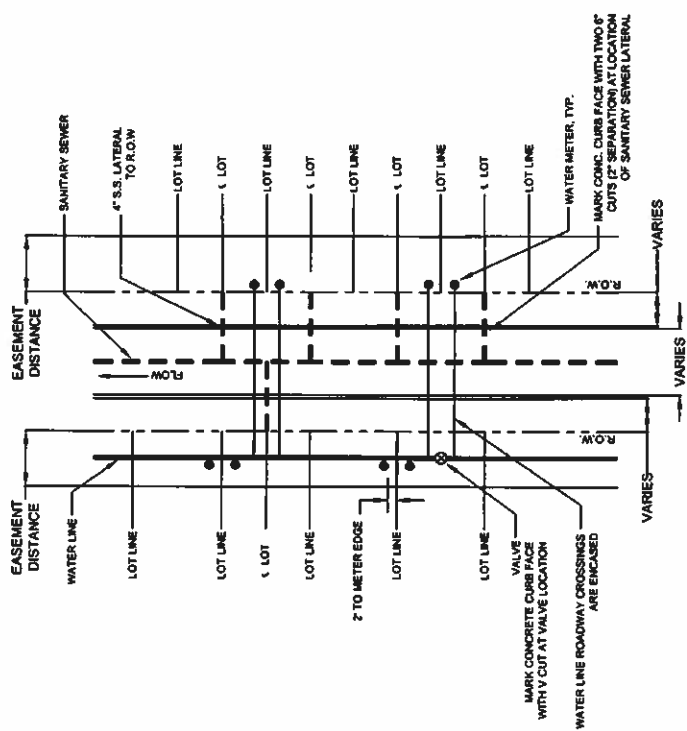 EASEMENT
DISTANCE
SANITARY SEWER
4" S.S. LATERAL
TO R.O.W
LOT LINE
℄ LOT
LOT LINE
℄ LOT
LOT LINE
℄ LOT
LOT LINE
℄ LOT
LOT LINE
WATER METER, TYP.
MARK CONC. CURB FACE WITH TWO 6"
CUTS (2" SEPARATION) AT LOCATION
OF SANITARY SEWER LATERAL
R.O.W.
VARIES
VARIES
FLOW
EASEMENT
DISTANCE
R.O.W.
VARIES
WATER LINE
LOT LINE
LOT LINE
℄ LOT
LOT LINE
2" TO METER EDGE
LOT LINE
LOT LINE
VALVE
MARK CONCRETE CURB FACE
WITH V CUT AT VALVE LOCATION
WATER LINE ROADWAY CROSSINGS
ARE ENCASED